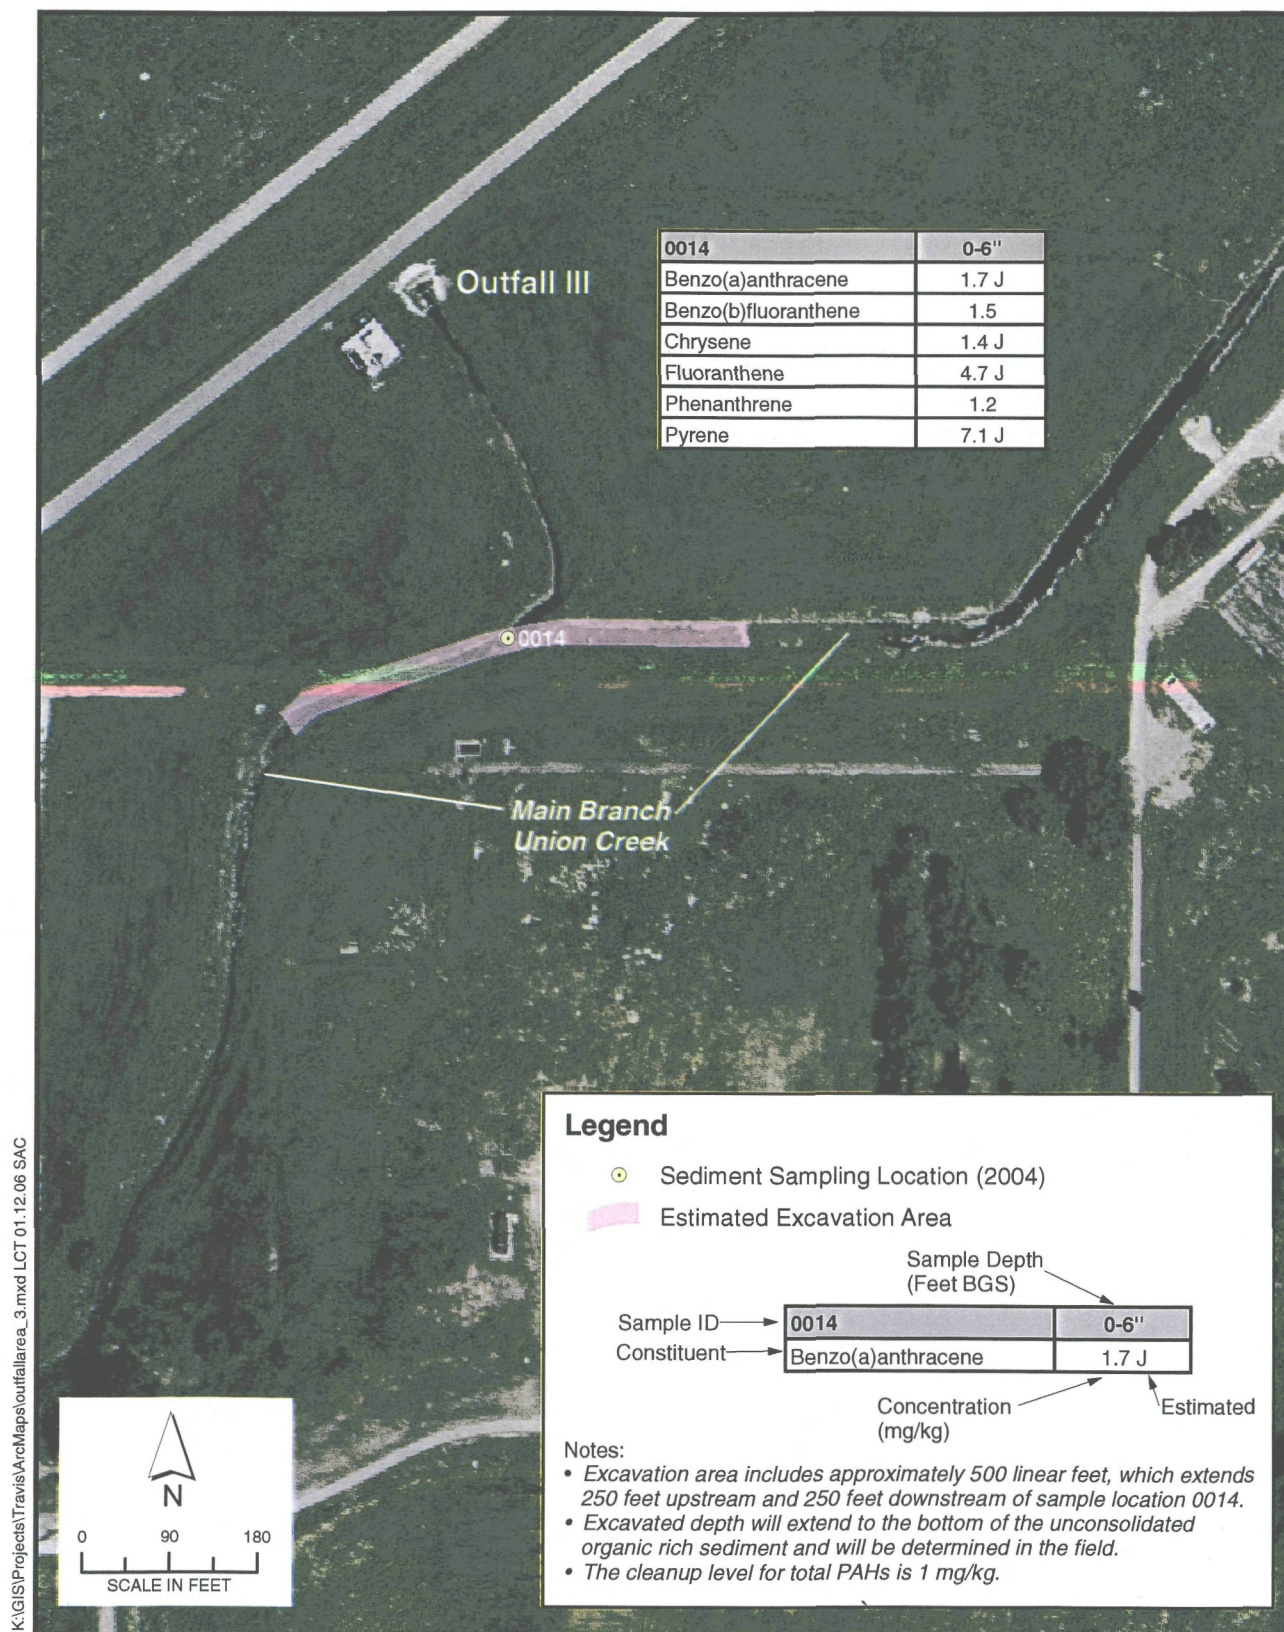 Outfall III
0014 0-6"
Benzo(a)anthracene 1.7 J
Benzo(b)fluoranthene 1.5
Chrysene 1.4 J
Fluoranthene 4.7 J
Phenanthrene 1.2
Pyrene 7.1 J
0014
Main Branch
Union Creek
Legend
Sediment Sampling Location (2004)
Estimated Excavation Area
Sample Depth
(Feet BGS)
Sample ID 0014 0-6"
Constituent Benzo(a)anthracene 1.7 J
Concentration Estimated
(mg/kg)
Notes:
• Excavation area includes approximately 500 linear feet, which extends
250 feet upstream and 250 feet downstream of sample location 0014.
• Excavated depth will extend to the bottom of the unconsolidated
organic rich sediment and will be determined in the field.
• The cleanup level for total PAHs is 1 mg/kg.
N
0 90 180
SCALE IN FEET
K:\GIS\Projects\Travis\ArcMaps\outfallarea_3.mxd LCT 01.12.06 SAC